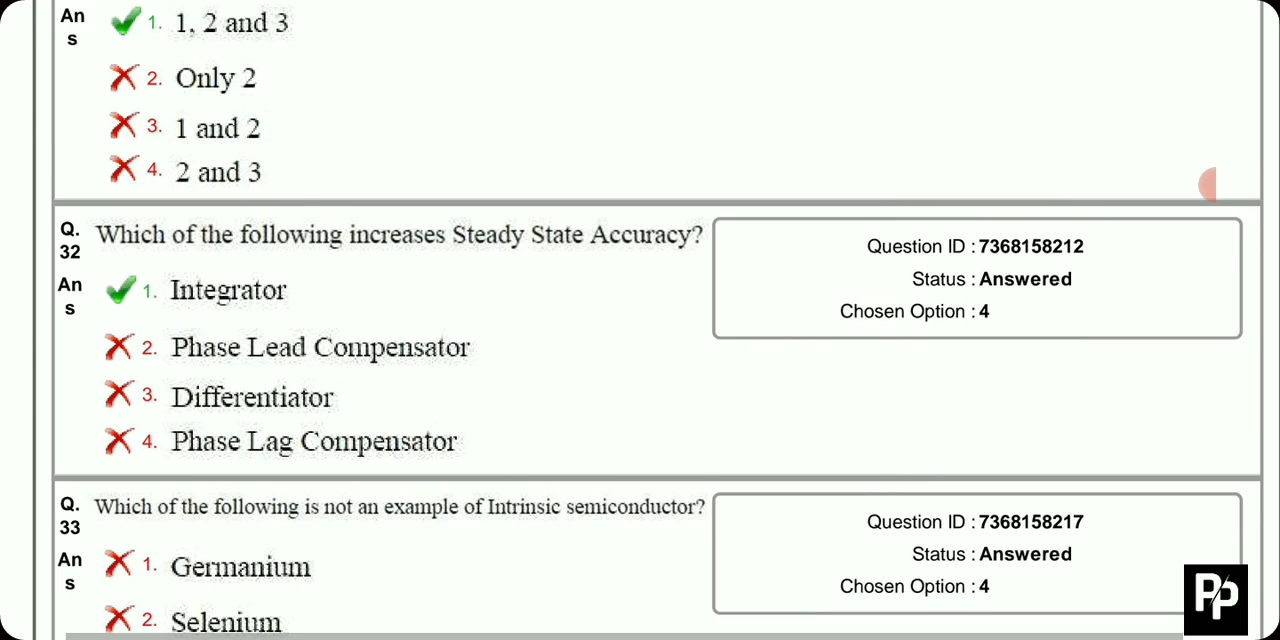 An
s
1. 1, 2 and 3
2. Only 2
3. 1 and 2
4. 2 and 3
Q.
32
Which of the following increases Steady State Accuracy?
Question ID : 7368158212
Status : Answered
Chosen Option : 4
An
s
1. Integrator
2. Phase Lead Compensator
3. Differentiator
4. Phase Lag Compensator
Q.
33
Which of the following is not an example of Intrinsic semiconductor?
Question ID : 7368158217
Status : Answered
Chosen Option : 4
An
s
1. Germanium
2. Selenium
Pp